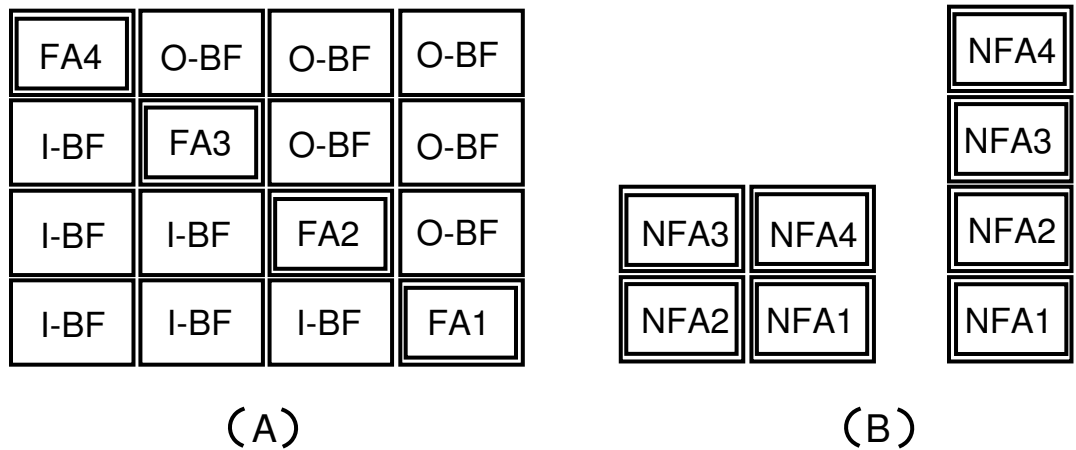 FA4 O-BF O-BF O-BF
I-BF FA3 O-BF O-BF
I-BF I-BF FA2 O-BF
I-BF I-BF I-BF FA1
(A)
NFA4
NFA3
NFA3 NFA4 NFA2
NFA2 NFA1 NFA1
(B)